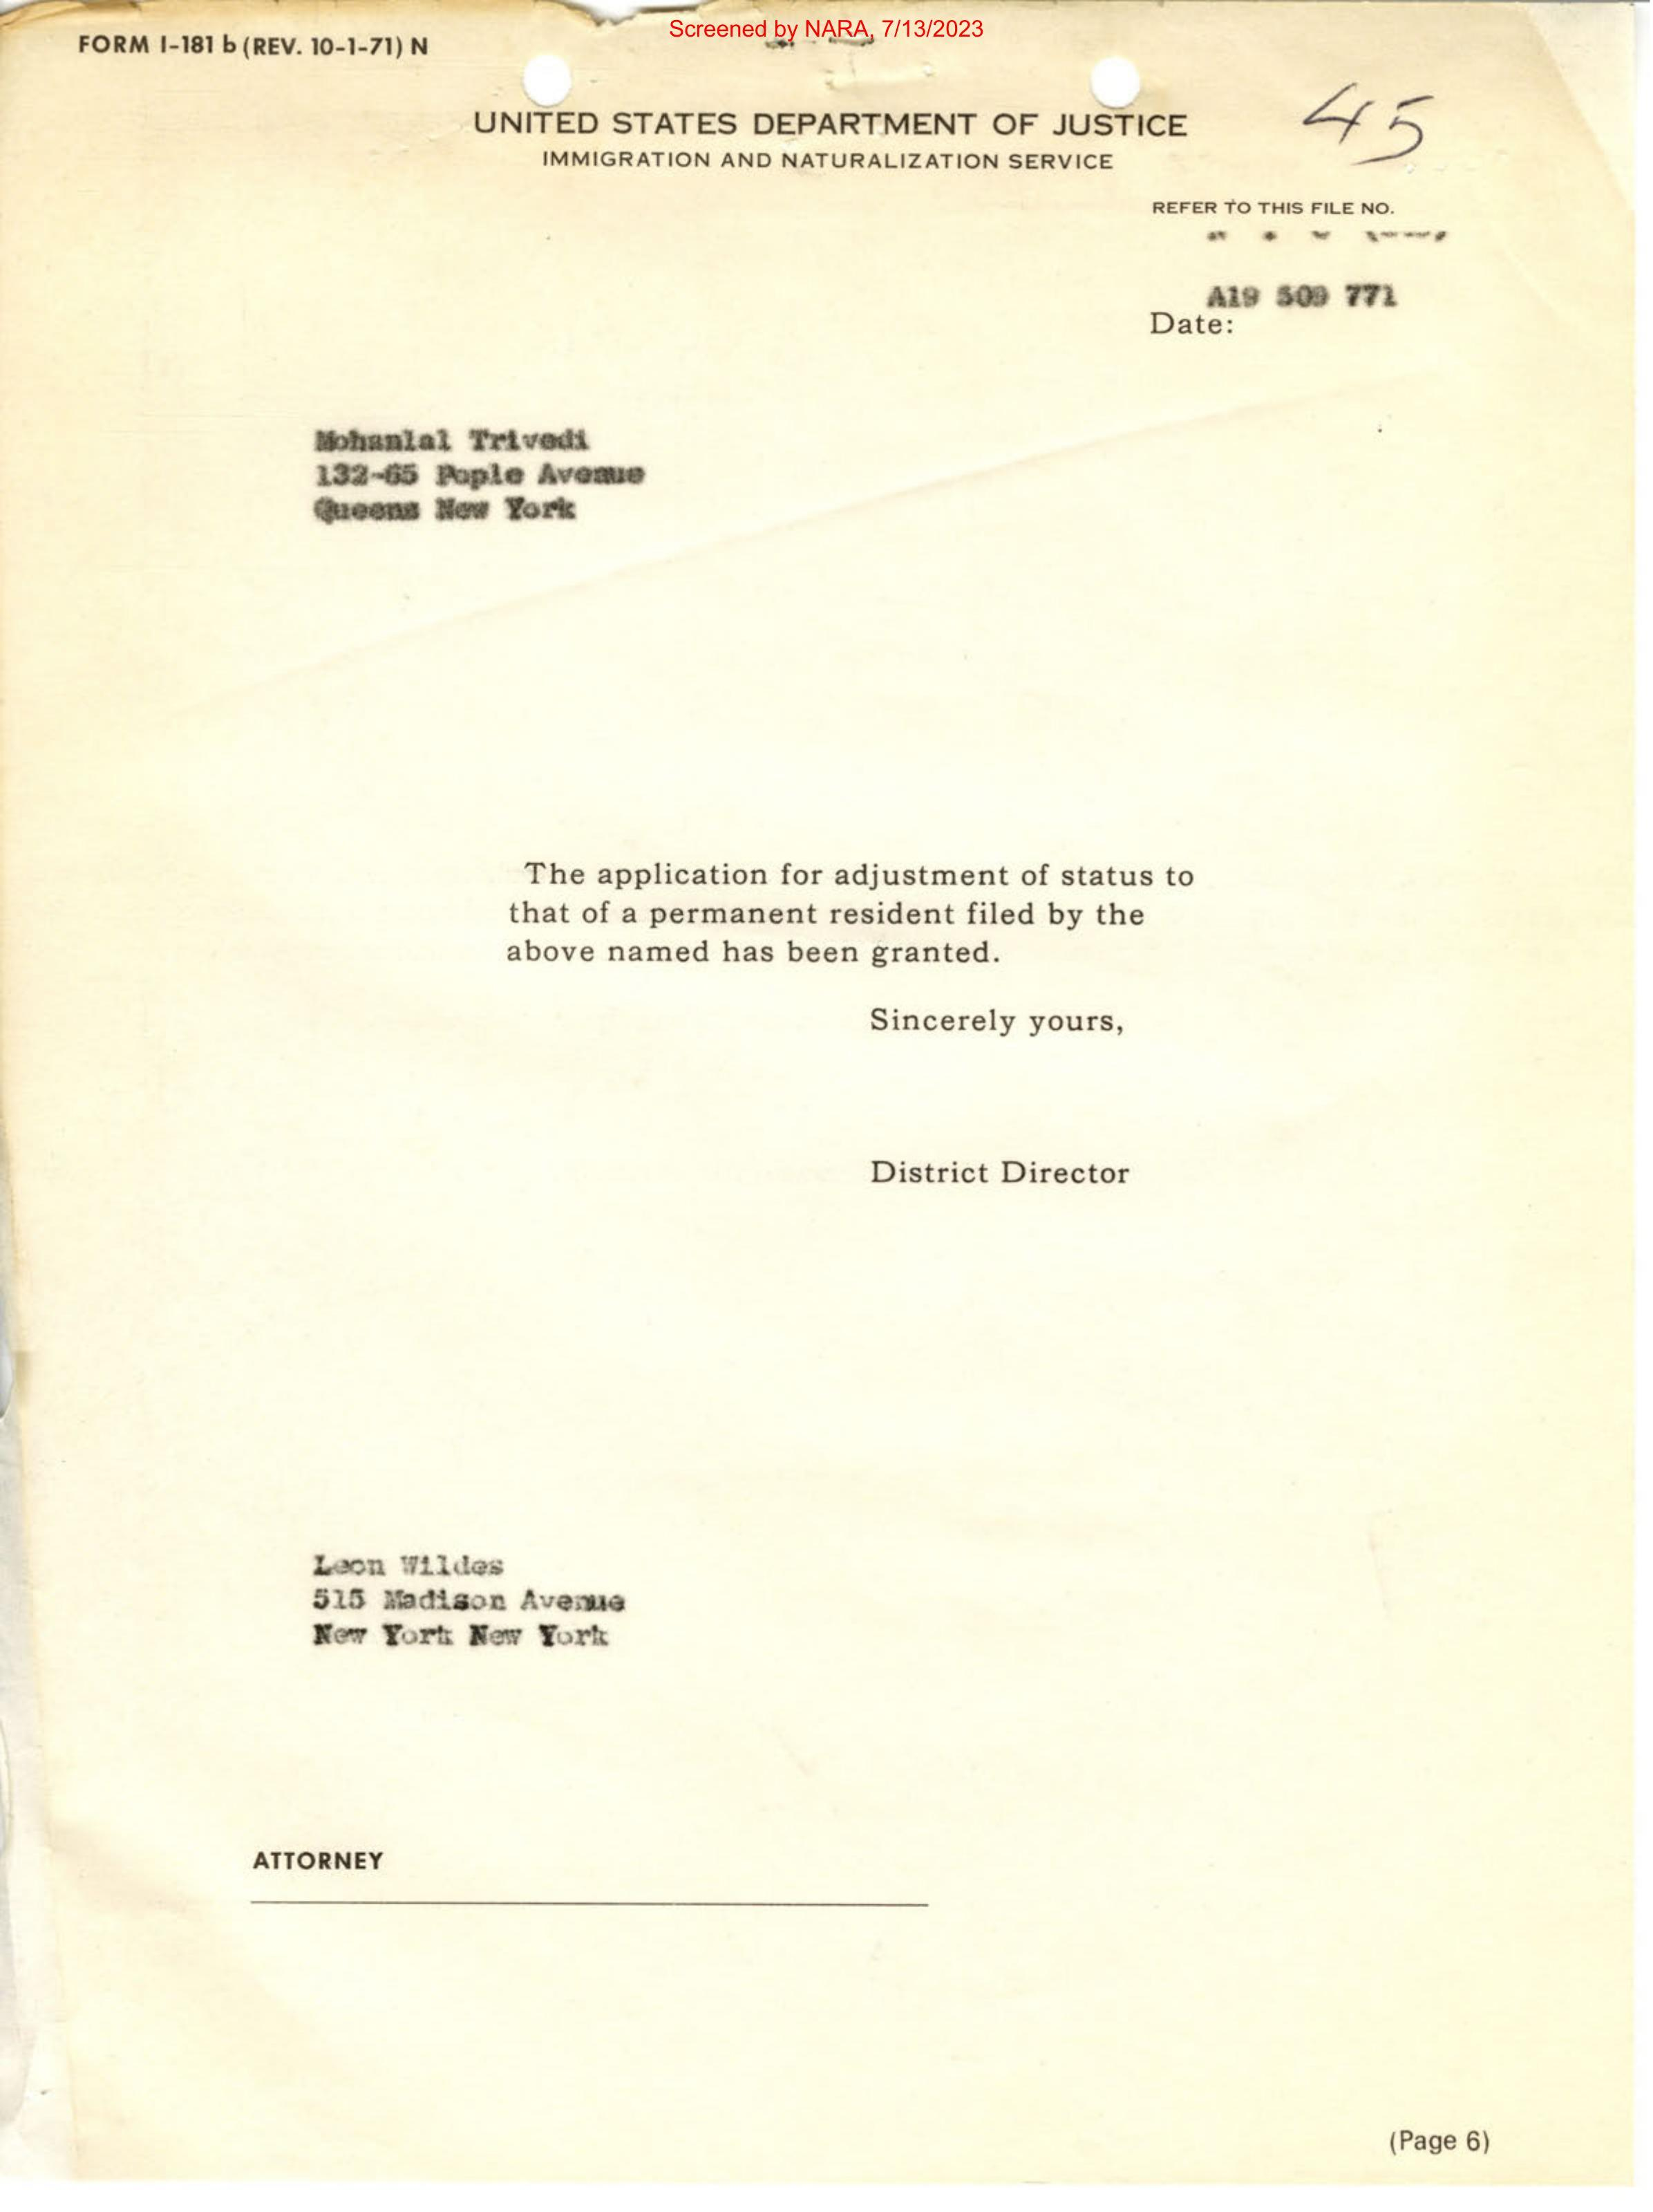 Screened by NARA, 7/13/2023
FORM I-181 b (REV. 10-1-71) N
45
UNITED STATES DEPARTMENT OF JUSTICE
IMMIGRATION AND NATURALIZATION SERVICE
REFER TO THIS FILE NO.
A19 509 771
Date:
Mohanlal Trivedi
132-65 Pople Avenue
Queens New York
The application for adjustment of status to
that of a permanent resident filed by the
above named has been granted.
Sincerely yours,
District Director
Leon Wildes
515 Madison Avenue
New York New York
ATTORNEY
(Page 6)